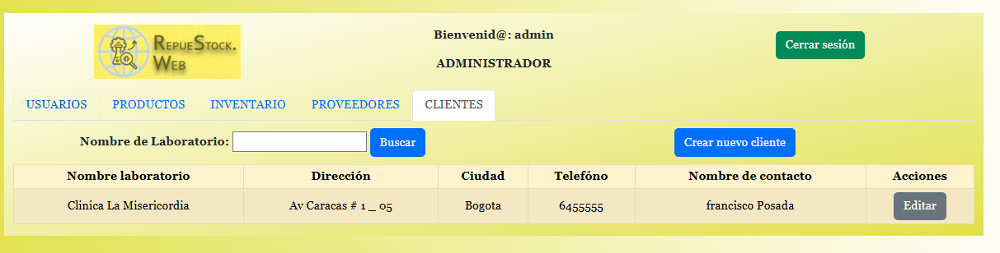 REPUESTOCK.
WEB
Bienvenid@: admin
ADMINISTRADOR
Cerrar sesión
USUARIOS PRODUCTOS INVENTARIO PROVEEDORES CLIENTES
Nombre de Laboratorio: Buscar Crear nuevo cliente
Nombre laboratorio Dirección Ciudad Telefóno Nombre de contacto Acciones
Clinica La Misericordia Av Caracas # 1 _ 05 Bogota 6455555 francisco Posada Editar